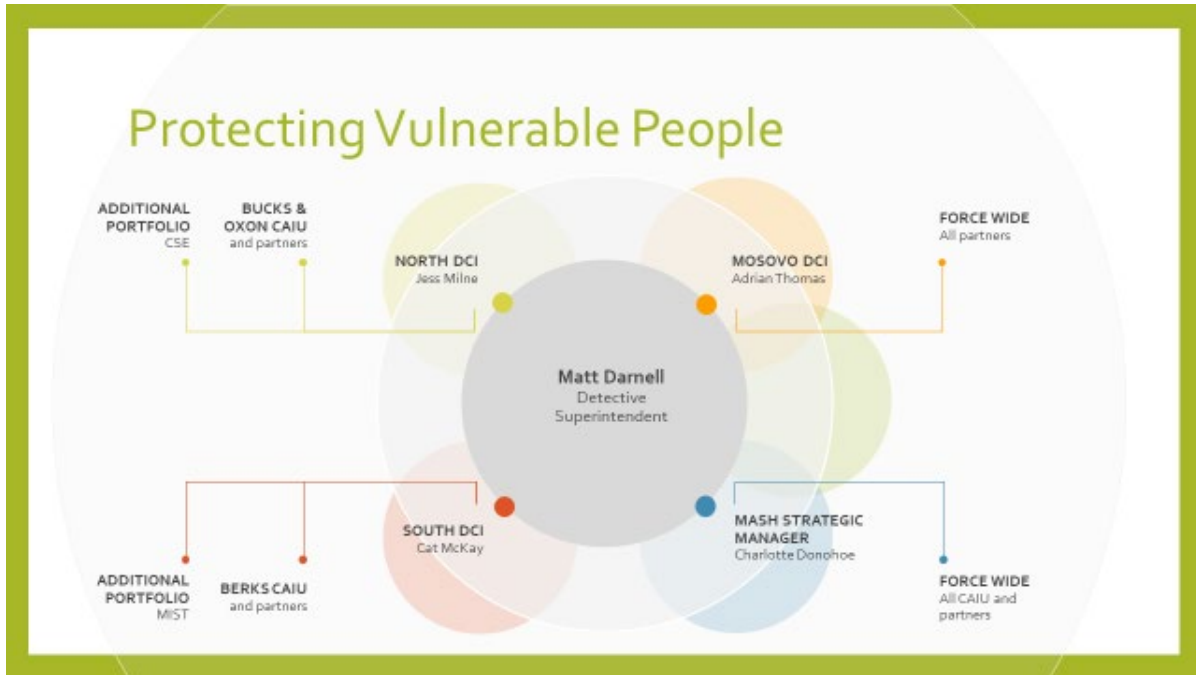 Protecting Vulnerable People
ADDITIONAL
PORTFOLIO
CSE
BUCKS &
OXON CAIU
and partners
NORTH DCI
Jess Milne
MOSOVO DCI
Adrian Thomas
FORCE WIDE
All partners
Matt Darnell
Detective
Superintendent
SOUTH DCI
Cat McKay
MASH STRATEGIC
MANAGER
Charlotte Donohoe
ADDITIONAL
PORTFOLIO
MIST
BERKS CAIU
and partners
FORCE WIDE
All CAIU and
partners